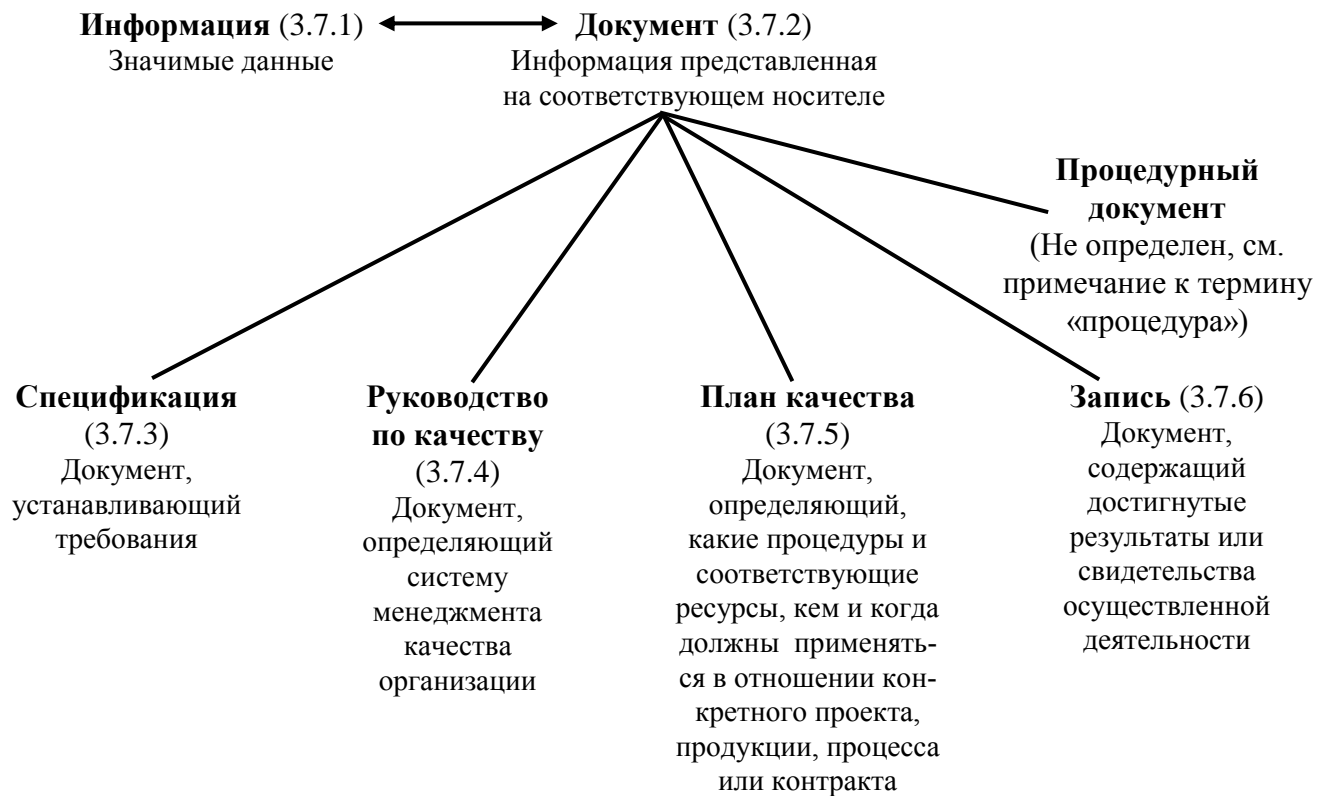 Информация (3.7.1)
Значимые данные
Документ (3.7.2)
Информация представленная
на соответствующем носителе
Процедурный
документ
(Не определен, см.
примечание к термину
«процедура»)
Спецификация
(3.7.3)
Документ,
устанавливающий
требования
Руководство
по качеству
(3.7.4)
Документ,
определяющий
систему
менеджмента
качества
организации
План качества
(3.7.5)
Документ,
определяющий,
какие процедуры и
соответствующие
ресурсы, кем и когда
должны применять-
ся в отношении кон-
кретного проекта,
продукции, процесса
или контракта
Запись (3.7.6)
Документ,
содержащий
достигнутые
результаты или
свидетельства
осуществленной
деятельности